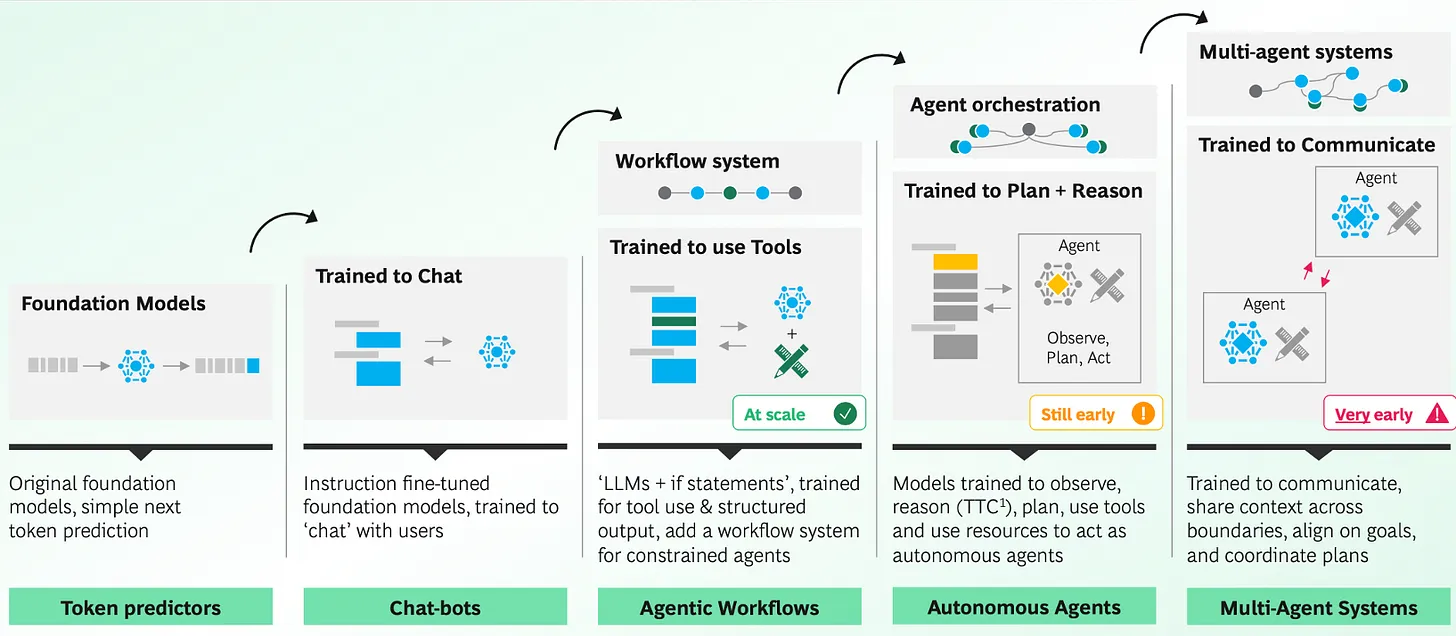 Foundation Models
Original foundation
models, simple next
token prediction
Token predictors
Trained to Chat
Instruction fine-tuned
foundation models, trained to
‘chat’ with users
Chat-bots
Workflow system
Trained to use Tools
+
At scale
‘LLMs + if statements’, trained
for tool use & structured
output, add a workflow system
for constrained agents
Agentic Workflows
Agent orchestration
Trained to Plan + Reason
Agent
Observe,
Plan, Act
Still early
Models trained to observe,
reason (TTC¹), plan, use tools
and use resources to act as
autonomous agents
Autonomous Agents
Multi-agent systems
Trained to Communicate
Agent
Agent
Very early
Trained to communicate,
share context across
boundaries, align on goals,
and coordinate plans
Multi-Agent Systems